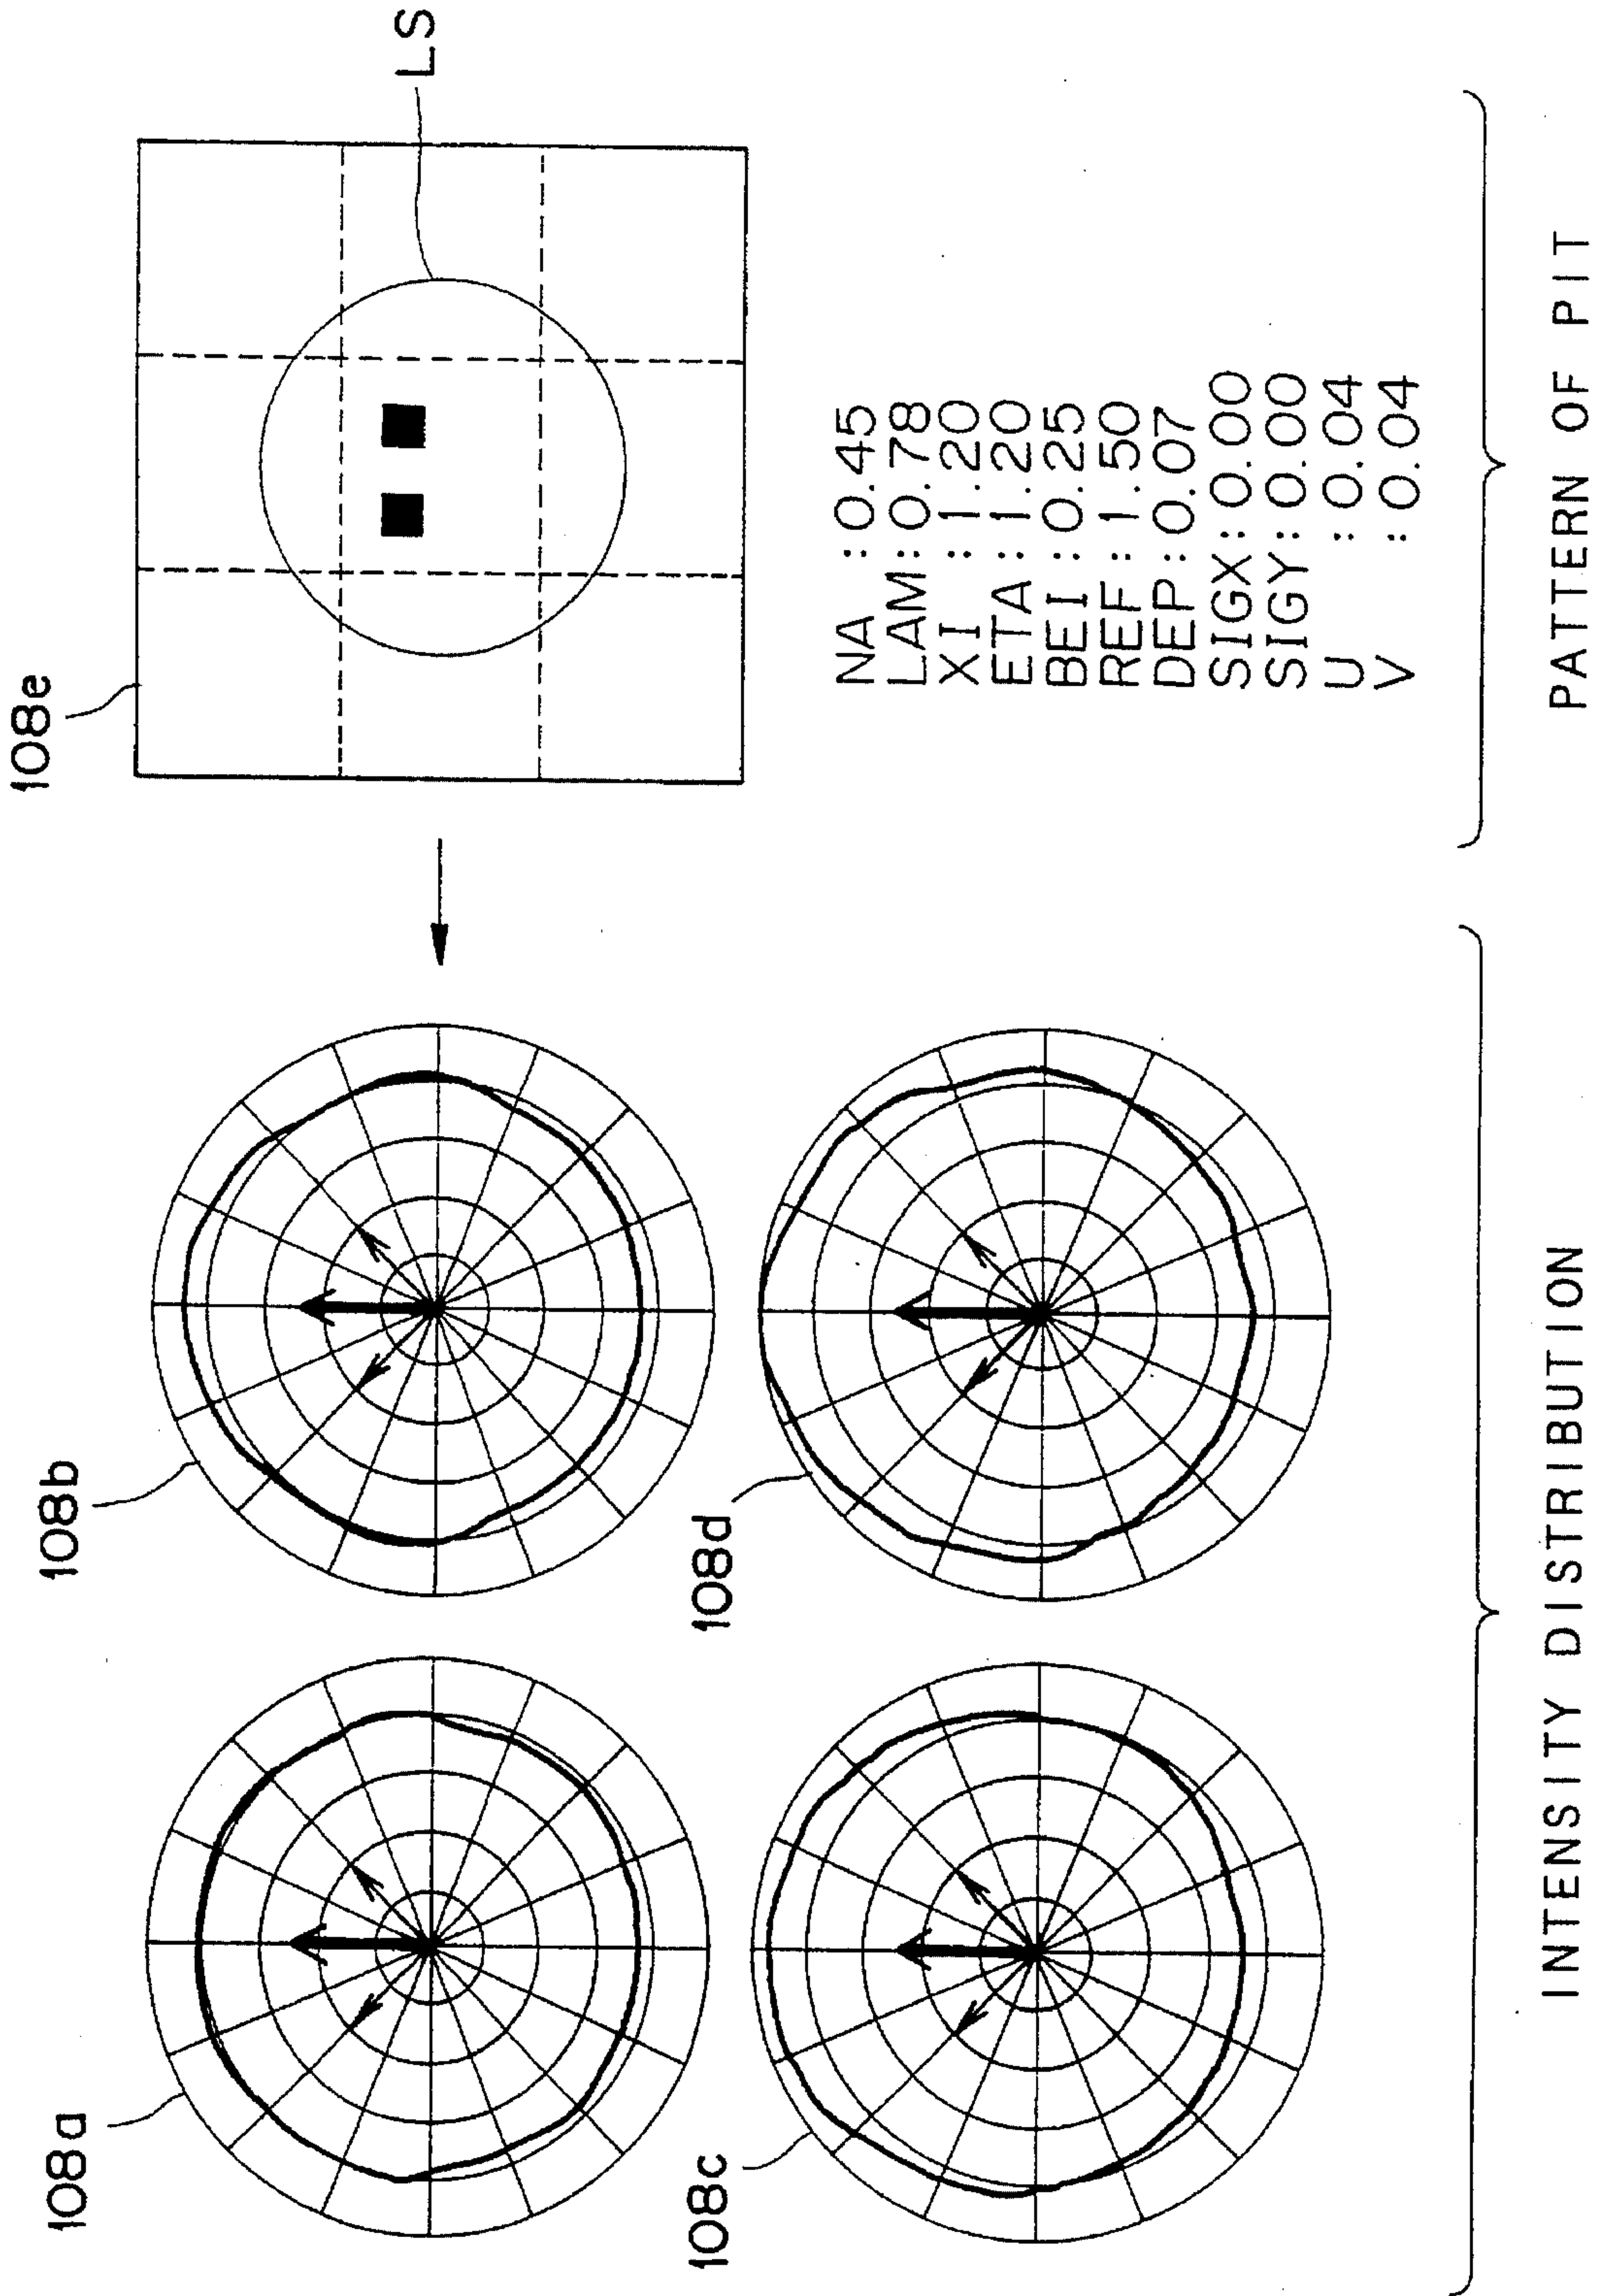 108a
108b
108c
108d
108e
LS
NA : 0.45
LAM : 0.78
XI : 1.20
ETA : 1.20
BEI : 0.25
REF : 1.50
DEP : 0.07
SIGX : 0.00
SIGY : 0.00
U : 0.04
V : 0.04
INTENSITY DISTRIBUTION
PATTERN OF PIT